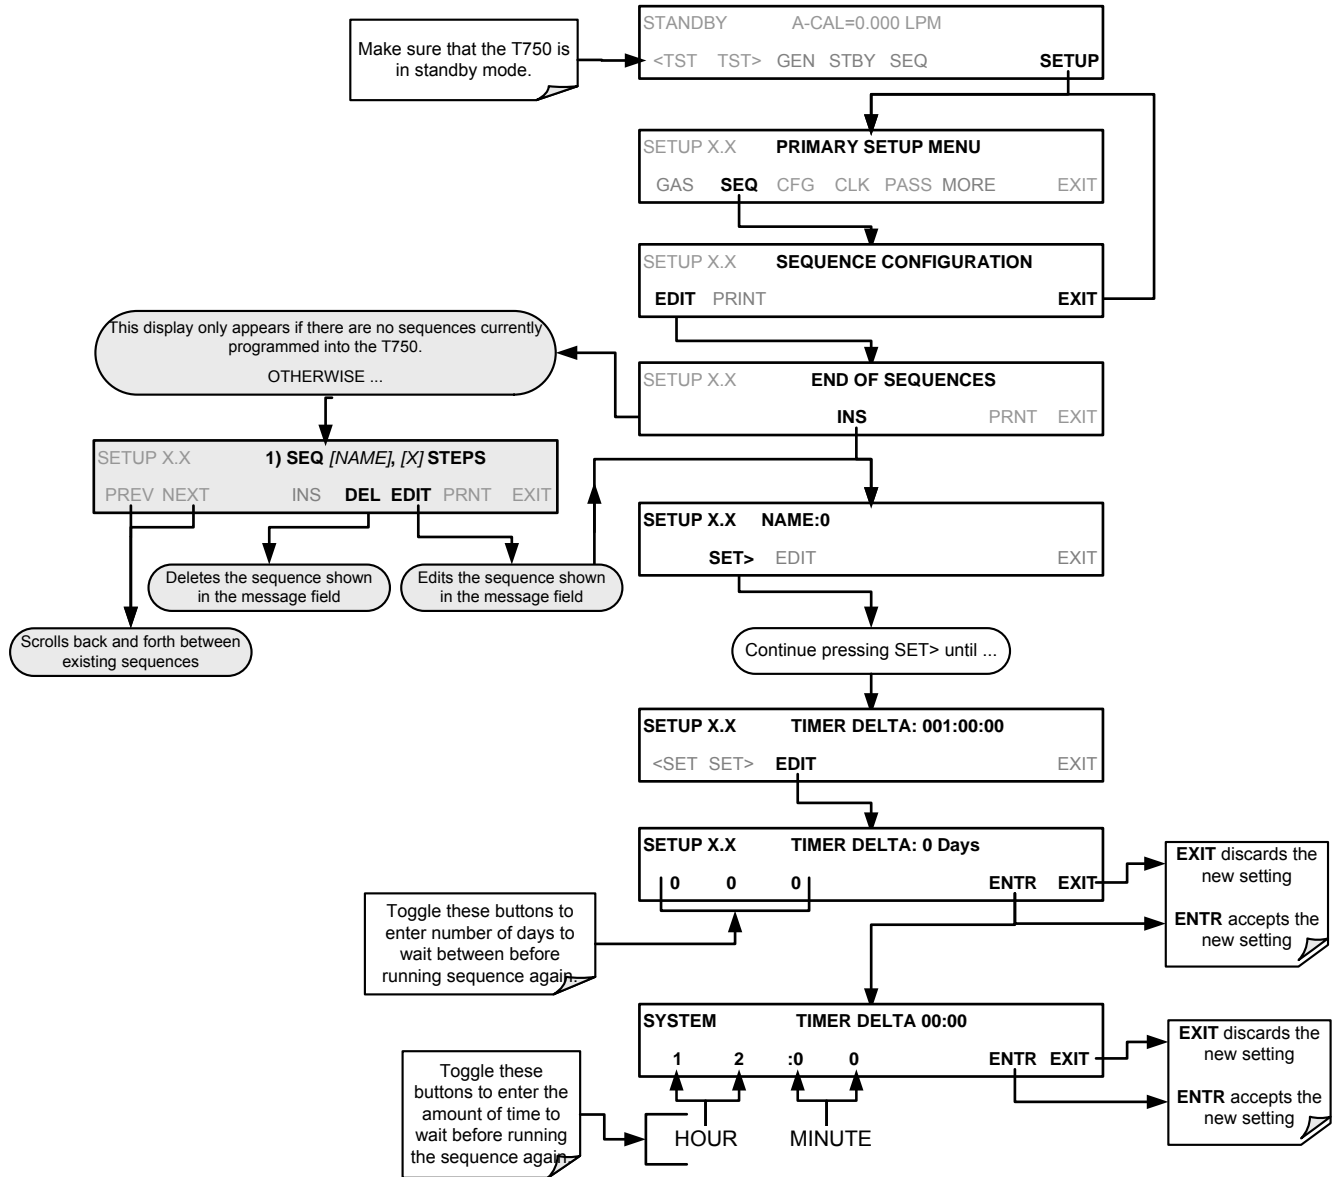 Make sure that the T750 is
in standby mode.
STANDBY A-CAL=0.000 LPM
<TST TST> GEN STBY SEQ SETUP
SETUP X.X PRIMARY SETUP MENU
GAS SEQ CFG CLK PASS MORE EXIT
SETUP X.X SEQUENCE CONFIGURATION
EDIT PRINT EXIT
This display only appears if there are no sequences currently
programmed into the T750.
OTHERWISE ...
SETUP X.X END OF SEQUENCES
INS PRNT EXIT
SETUP X.X 1) SEQ [NAME], [X] STEPS
PREV NEXT INS DEL EDIT PRNT EXIT
Deletes the sequence shown
in the message field
Edits the sequence shown
in the message field
Scrolls back and forth between
existing sequences
SETUP X.X NAME:0
SET> EDIT EXIT
Continue pressing SET> until ...
SETUP X.X TIMER DELTA: 001:00:00
<SET SET> EDIT EXIT
SETUP X.X TIMER DELTA: 0 Days
0 0 0 ENTR EXIT
EXIT discards the
new setting
ENTR accepts the
new setting
Toggle these buttons to
enter number of days to
wait between before
running sequence again.
SYSTEM TIMER DELTA 00:00
1 2 :0 0 ENTR EXIT
HOUR MINUTE
EXIT discards the
new setting
ENTR accepts the
new setting
Toggle these
buttons to enter the
amount of time to
wait before running
the sequence again.